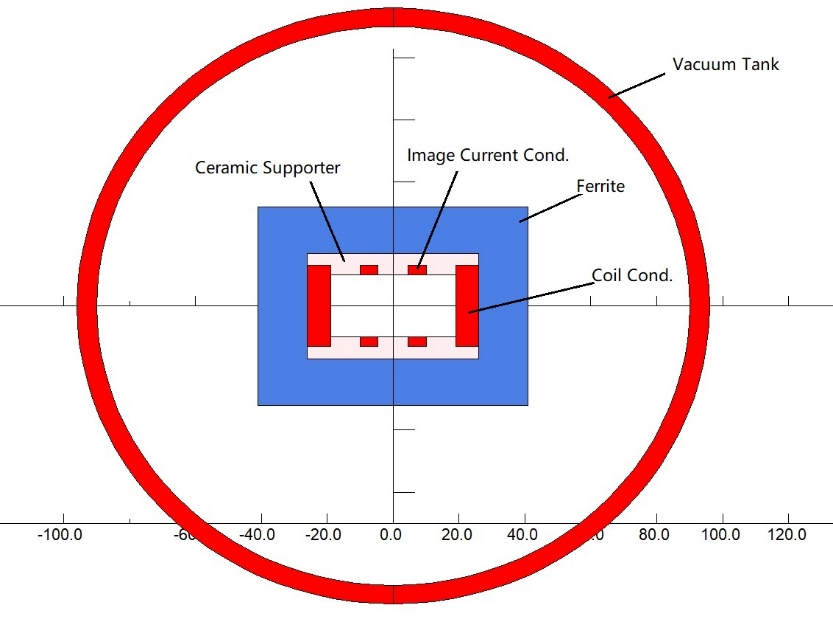 Vacuum Tank
Image Current Cond.
Ceramic Supporter
Ferrite
Coil Cond.
-100.0 -40.0 -20.0 0.0 20.0 40.0 80.0 100.0 120.0